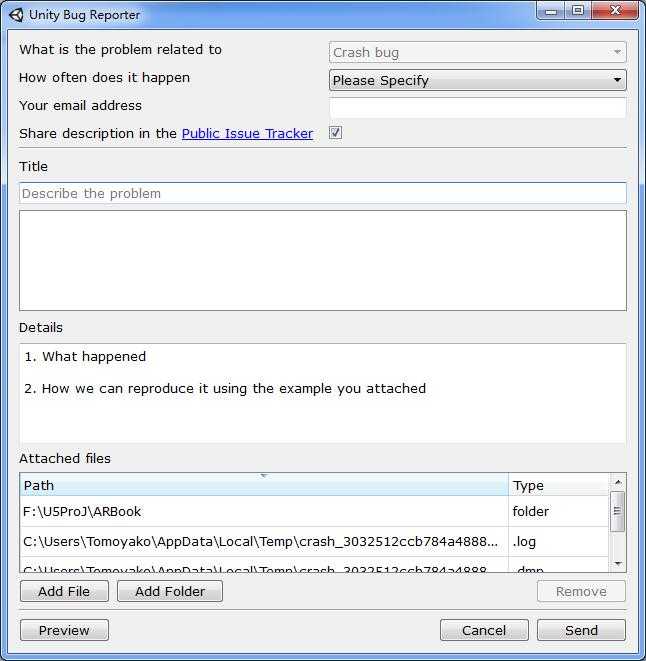 Unity Bug Reporter
What is the problem related to
Crash bug
How often does it happen
Please Specify
Your email address
Share description in the Public Issue Tracker
Title
Describe the problem
Details
1. What happened
2. How we can reproduce it using the example you attached
Attached files
Path Type
F:\U5ProJ\ARBook folder
C:\Users\Tomoyako\AppData\Local\Temp\crash_3032512ccb784a4888... .log
C:\Users\Tomoyako\AppData\Local\Temp\crash_3032512ccb784a4888... .dmp
Add File Add Folder Remove
Preview Cancel Send